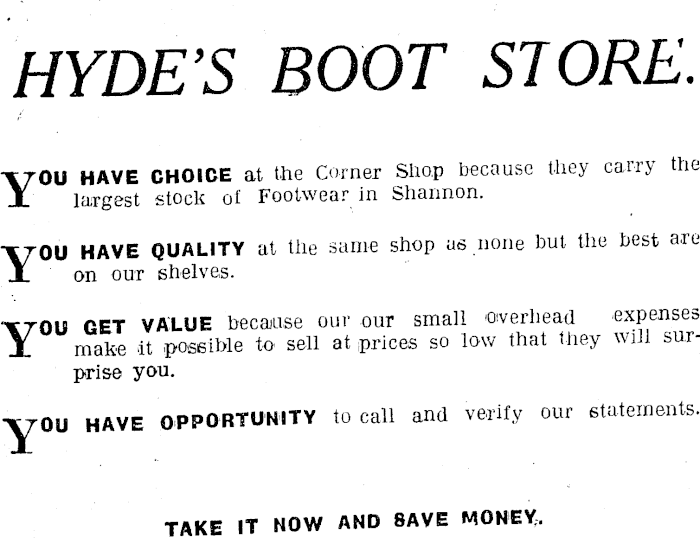 HYDE'S BOOT STORE.
YOU HAVE CHOICE at the Corner Shop because they carry the
largest stock of Footwear in Shannon.
YOU HAVE QUALITY at the same shop as none but the best are
on our shelves.
YOU GET VALUE because our our small overhead expenses
make it possible to sell at prices so low that they will sur-
prise you.
YOU HAVE OPPORTUNITY to call and verify our statements.
TAKE IT NOW AND SAVE MONEY.